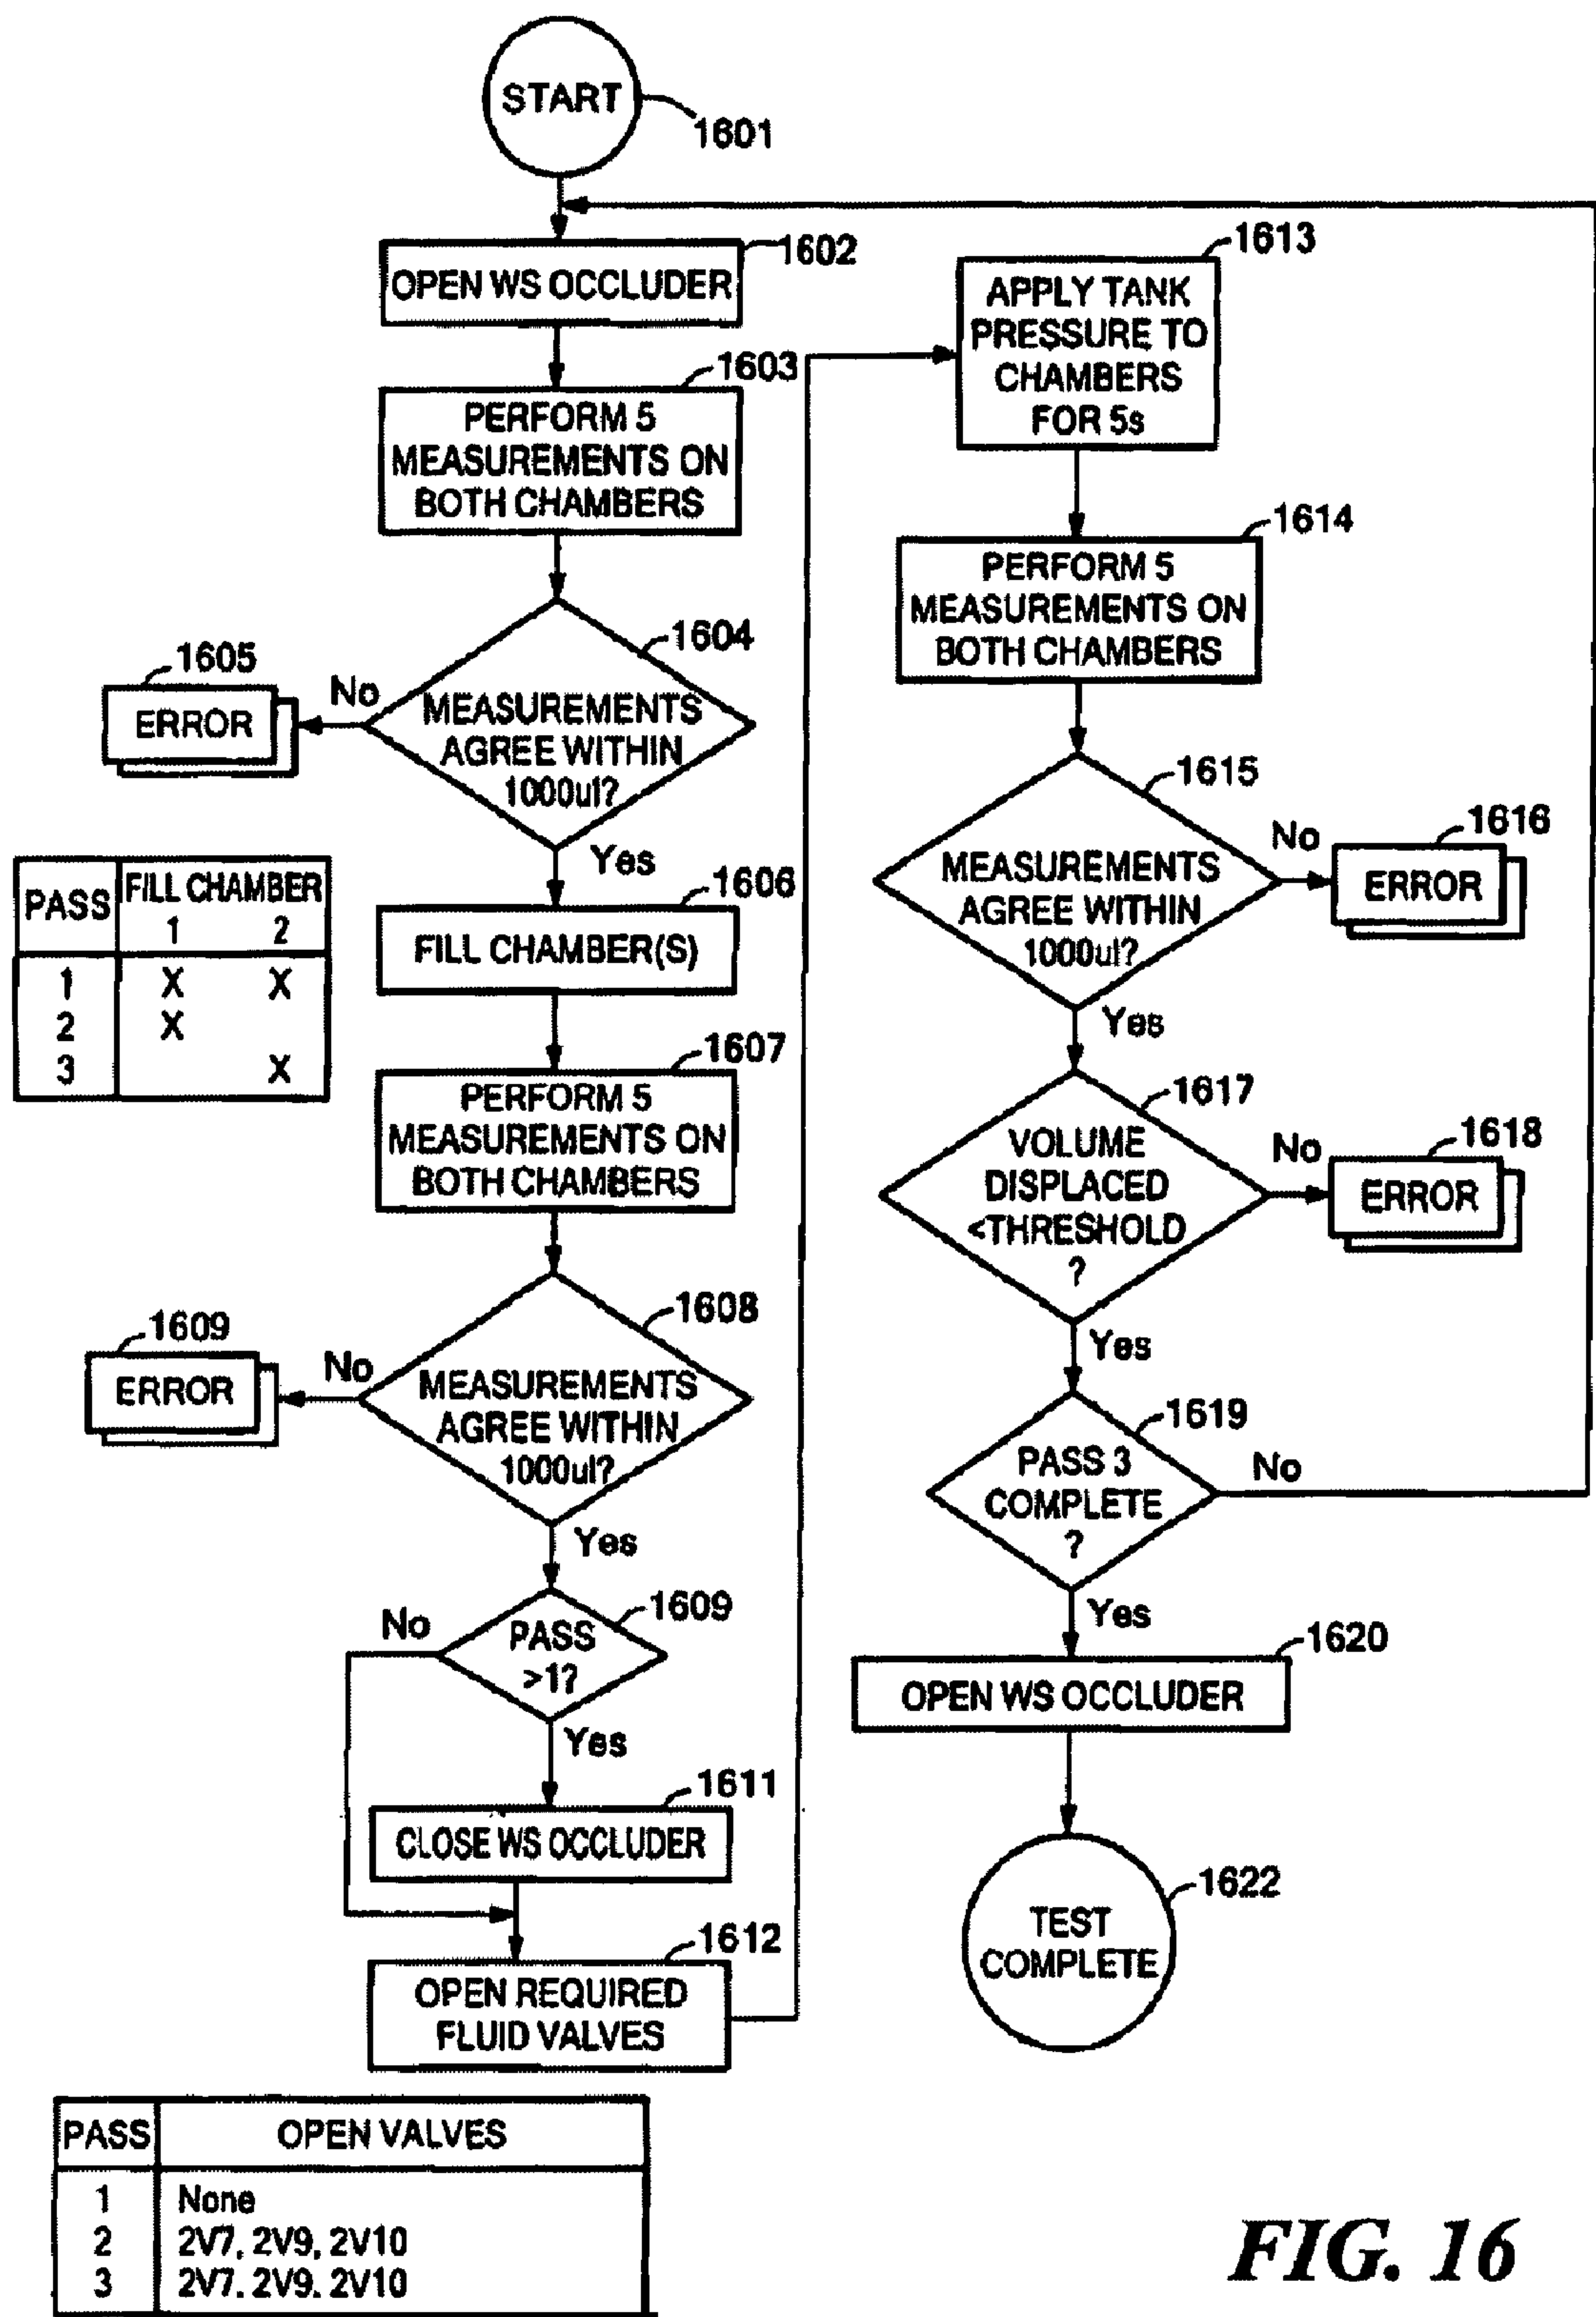 START
1601
1602
OPEN WS OCCLUDER
1603
PERFORM 5
MEASUREMENTS ON
BOTH CHAMBERS
1604
1605
ERROR
No
MEASUREMENTS
AGREE WITHIN
1000ul?
Yes
PASS FILL CHAMBER
1 2
1 X X
2 X
3 X
1606
FILL CHAMBER(S)
1607
PERFORM 5
MEASUREMENTS ON
BOTH CHAMBERS
1608
1609
ERROR
No
MEASUREMENTS
AGREE WITHIN
1000ul?
Yes
1609
No
PASS
>1?
Yes
1611
CLOSE WS OCCLUDER
1612
OPEN REQUIRED
FLUID VALVES
PASS OPEN VALVES
1 None
2 2V7, 2V9, 2V10
3 2V7. 2V9. 2V10
1613
APPLY TANK
PRESSURE TO
CHAMBERS
FOR 5s
1614
PERFORM 5
MEASUREMENTS ON
BOTH CHAMBERS
1615
MEASUREMENTS
AGREE WITHIN
1000ul?
No
1616
ERROR
Yes
1617
VOLUME
DISPLACED
<THRESHOLD
?
No
1618
ERROR
Yes
1619
PASS 3
COMPLETE
?
No
Yes
1620
OPEN WS OCCLUDER
1622
TEST
COMPLETE
FIG. 16